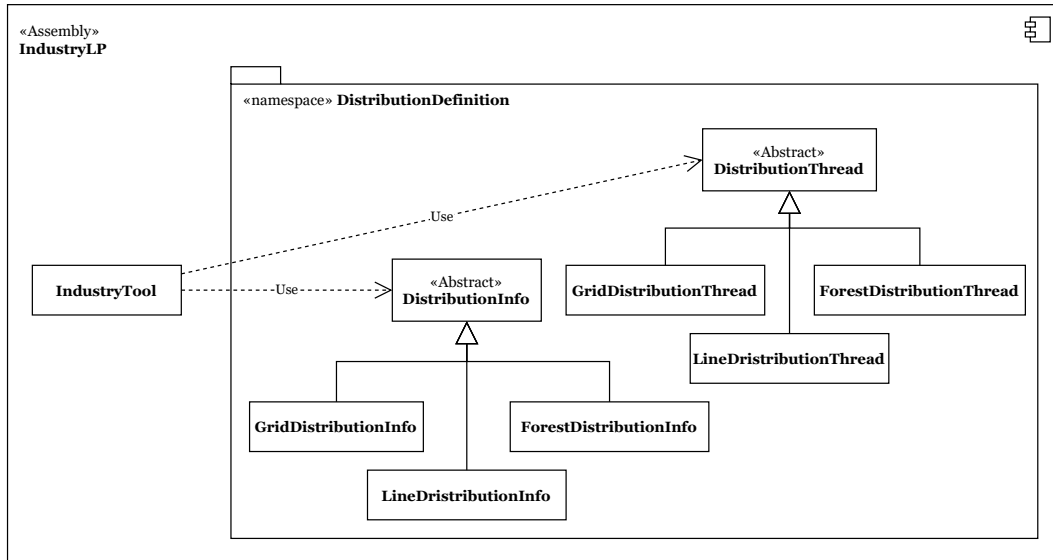 «Assembly»
IndustryLP
«namespace» DistributionDefinition
«Abstract»
DistributionThread
Use
IndustryTool
Use
«Abstract»
DistributionInfo
GridDistributionThread
ForestDistributionThread
LineDristributionThread
GridDistributionInfo
ForestDistributionInfo
LineDristributionInfo